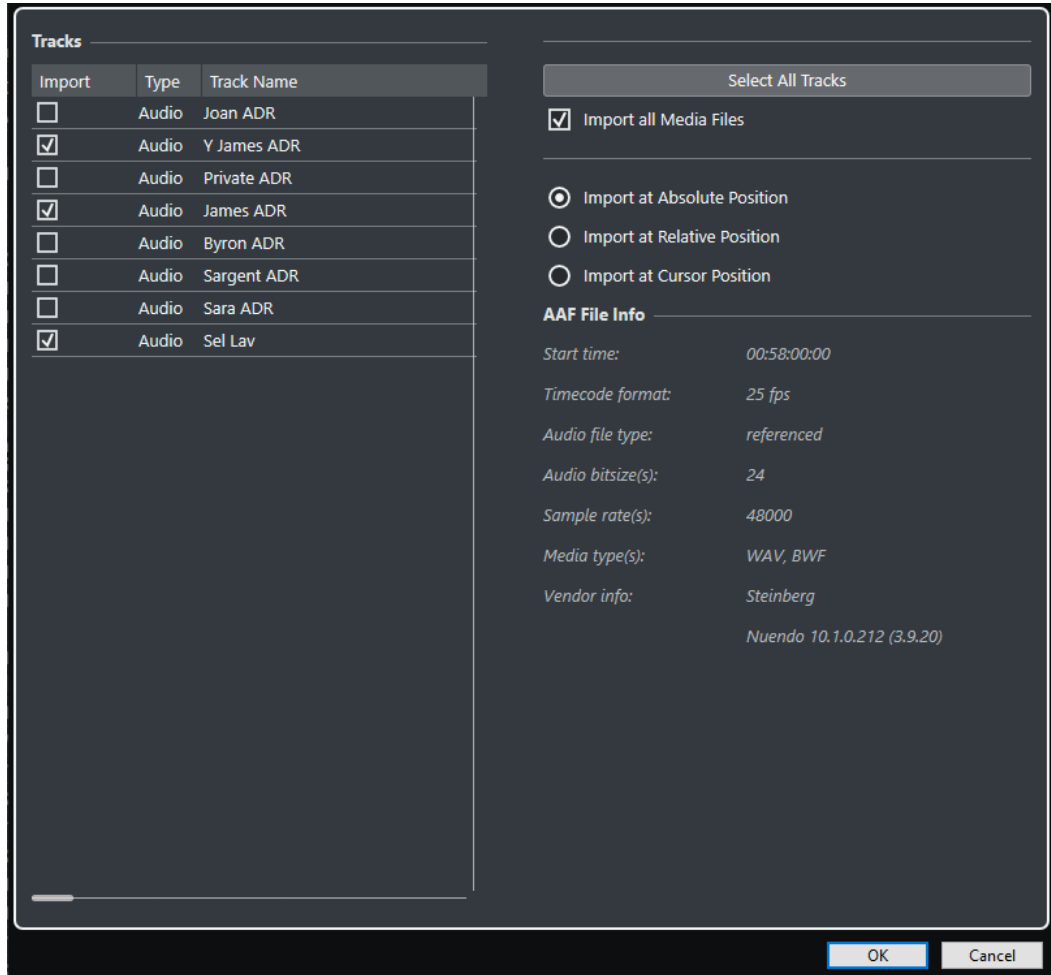 Tracks
Import Type Track Name
Audio Joan ADR
Audio Y James ADR
Audio Private ADR
Audio James ADR
Audio Byron ADR
Audio Sargent ADR
Audio Sara ADR
Audio Sel Lav
Select All Tracks
Import all Media Files
Import at Absolute Position
Import at Relative Position
Import at Cursor Position
AAF File Info
Start time: 00:58:00:00
Timecode format: 25 fps
Audio file type: referenced
Audio bitsize(s): 24
Sample rate(s): 48000
Media type(s): WAV, BWF
Vendor info: Steinberg
Nuendo 10.1.0.212 (3.9.20)
OK Cancel